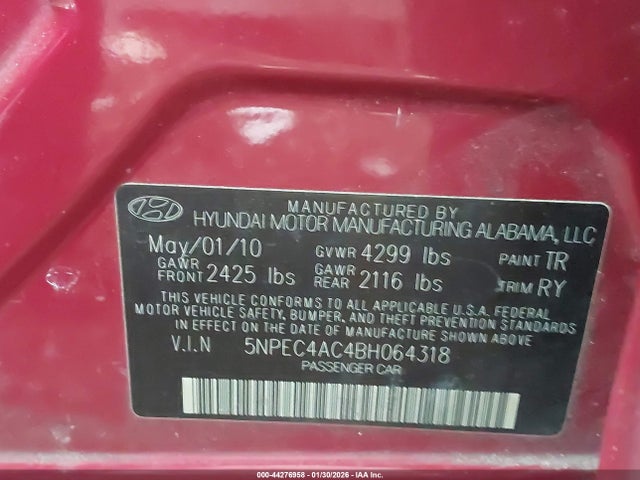 MANUFACTURED BY
HYUNDAI MOTOR MANUFACTURING ALABAMA, LLC
May/01/10 GVWR 4299 lbs PAINT TR
GAWR FRONT 2425 lbs GAWR REAR 2116 lbs TRIM RY
THIS VEHICLE CONFORMS TO ALL APPLICABLE U.S.A. FEDERAL
MOTOR VEHICLE SAFETY, BUMPER, AND THEFT PREVENTION STANDARDS
IN EFFECT ON THE DATE OF MANUFACTURE SHOWN ABOVE.
V.I.N 5NPEC4AC4BH064318
PASSENGER CAR
000-44276958 - 01/30/2026 - IAA Inc.